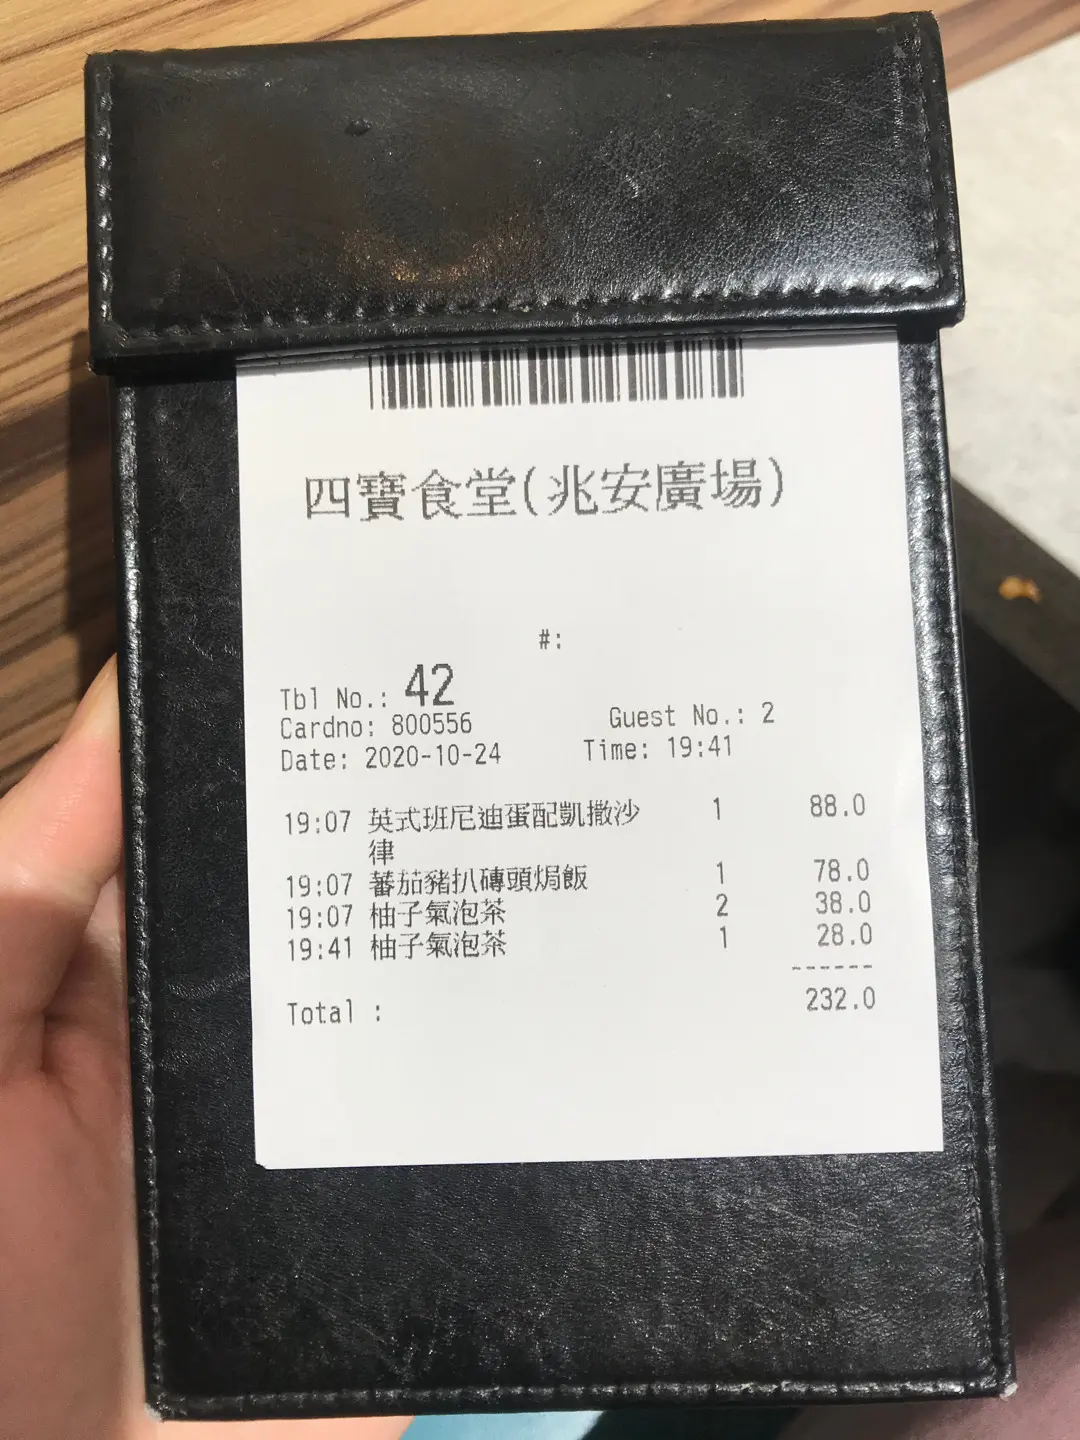 四寶食堂(兆安廣場)
#:
Tbl No.: 42
Cardno: 800556 Guest No.: 2
Date: 2020-10-24 Time: 19:41
19:07 英式班尼迪蛋配凱撒沙 1 88.0
律
19:07 蕃茄豬扒磚頭焗飯 1 78.0
19:07 柚子氣泡茶 2 38.0
19:41 柚子氣泡茶 1 28.0
------
Total : 232.0